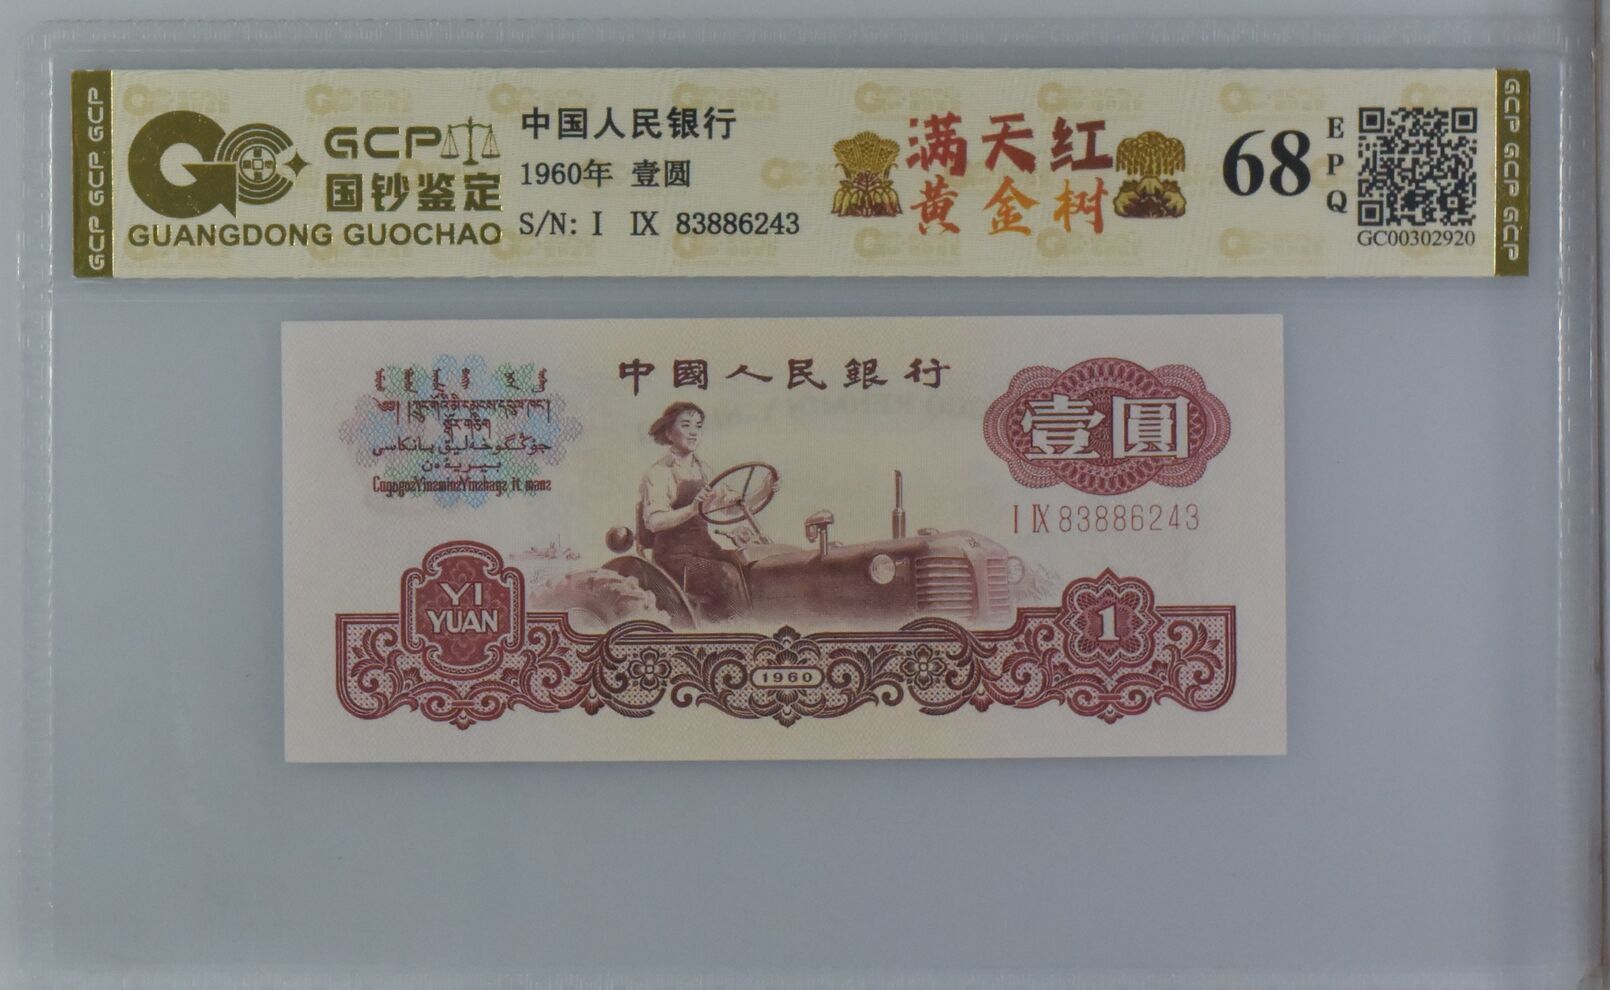 GCP GCP GCP
GCP
国钞鉴定
GUANGDONG GUOCHAO
中国人民银行
1960年 壹圆
S/N: I IX 83886243
满天红
黄金树
68
EPQ
GC00302920
GCP GCP GCP
中國人民銀行
壹圓
I IX 83886243
YI
YUAN
1960
1